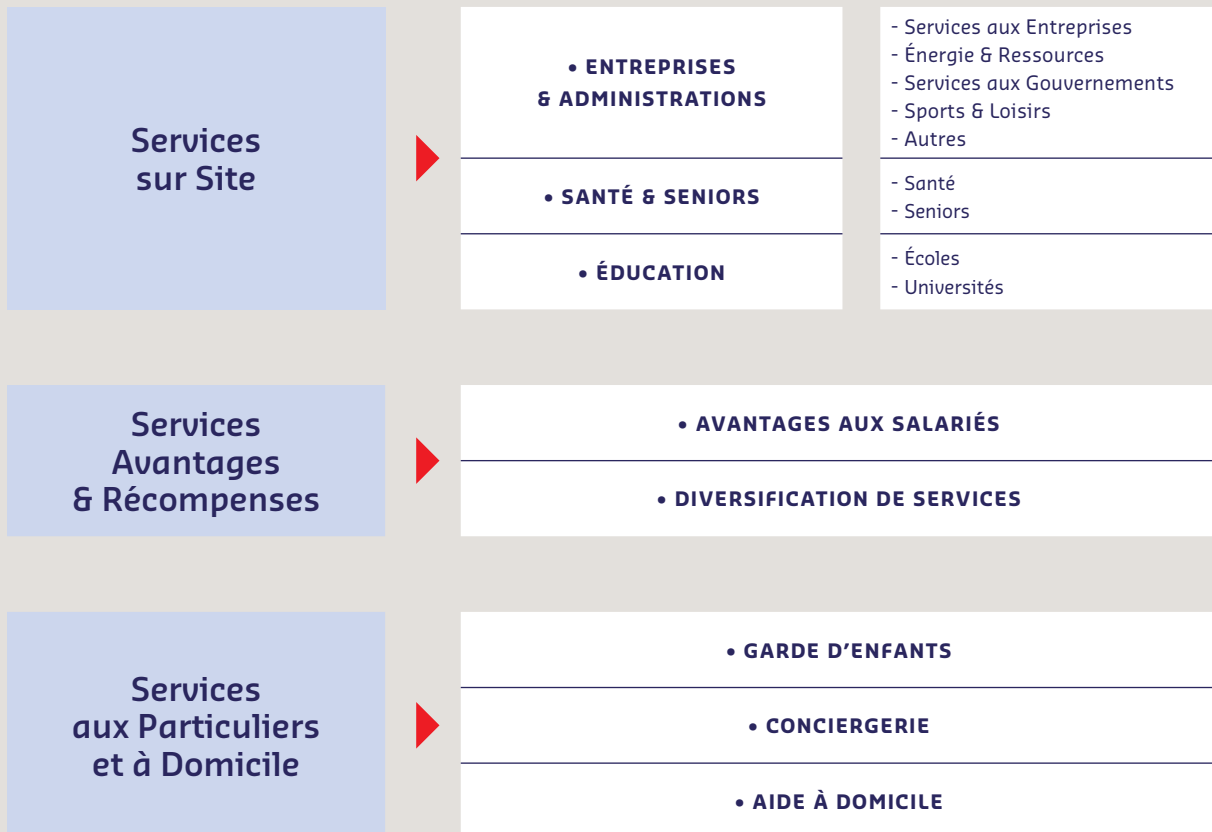 Services
sur Site
• ENTREPRISES
& ADMINISTRATIONS
- Services aux Entreprises
- Énergie & Ressources
- Services aux Gouvernements
- Sports & Loisirs
- Autres
• SANTÉ & SENIORS
- Santé
- Seniors
• ÉDUCATION
- Écoles
- Universités
Services
Avantages
& Récompenses
• AVANTAGES AUX SALARIÉS
• DIVERSIFICATION DE SERVICES
Services
aux Particuliers
et à Domicile
• GARDE D’ENFANTS
• CONCIERGERIE
• AIDE À DOMICILE